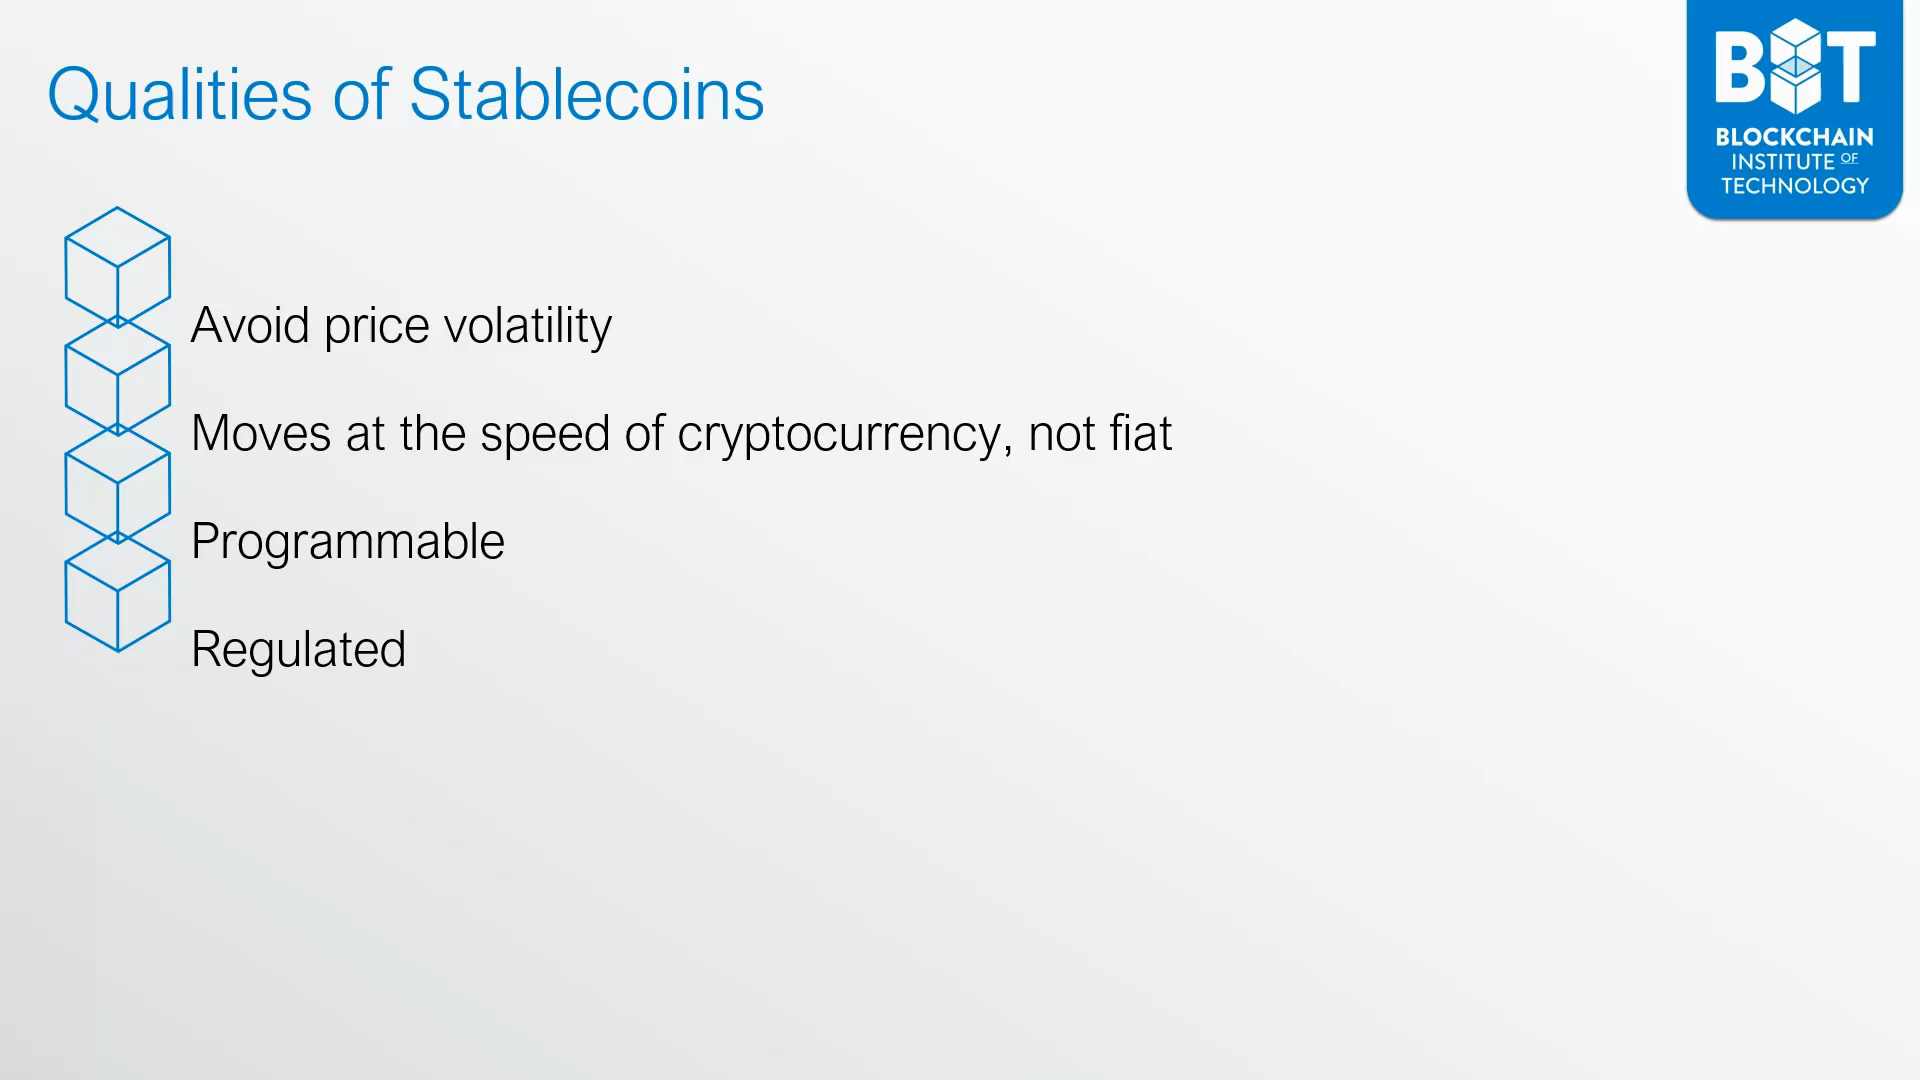 Qualities of Stablecoins
Avoid price volatility
Moves at the speed of cryptocurrency, not fiat
Programmable
Regulated
B T
BLOCKCHAIN
INSTITUTE OF
TECHNOLOGY